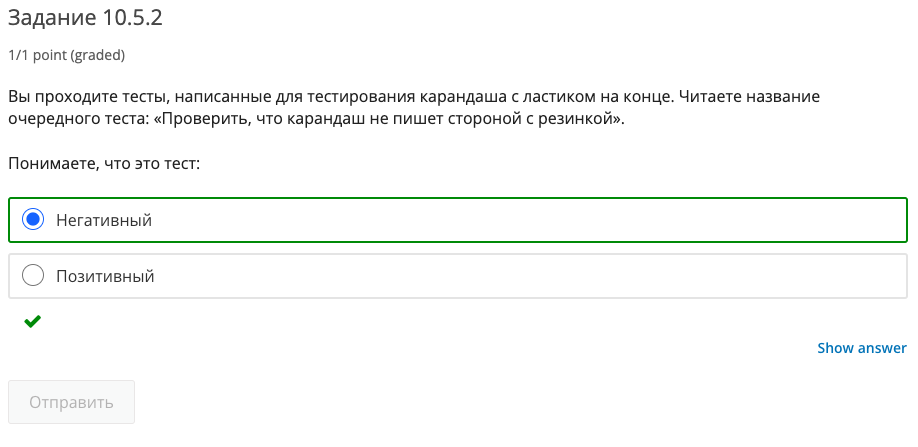 Задание 10.5.2
1/1 point (graded)
Вы проходите тесты, написанные для тестирования карандаша с ластиком на конце. Читаете название
очередного теста: «Проверить, что карандаш не пишет стороной с резинкой».
Понимаете, что это тест:
Негативный
Позитивный
Show answer
Отправить